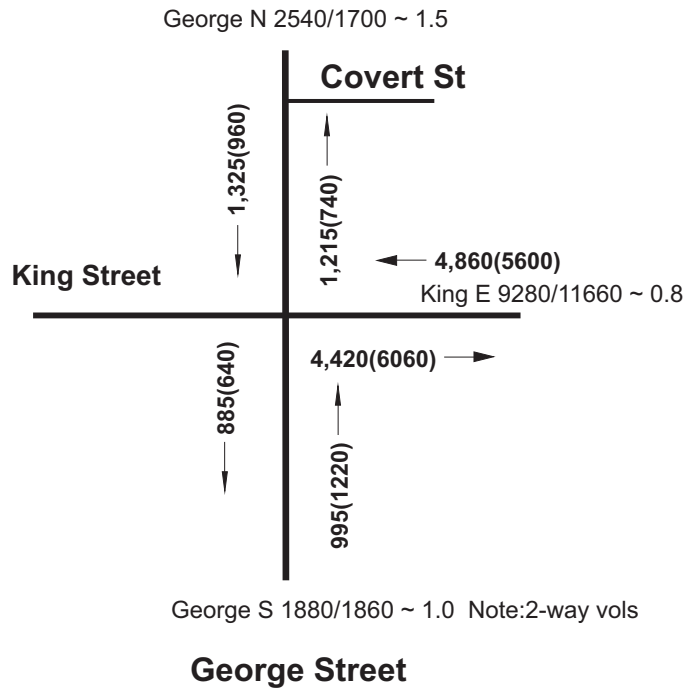 George N 2540/1700 ~ 1.5
Covert St
1,325(960)
1,215(740)
4,860(5600)
King Street
King E 9280/11660 ~ 0.8
885(640)
4,420(6060)
995(1220)
George S 1880/1860 ~ 1.0 Note:2-way vols
George Street